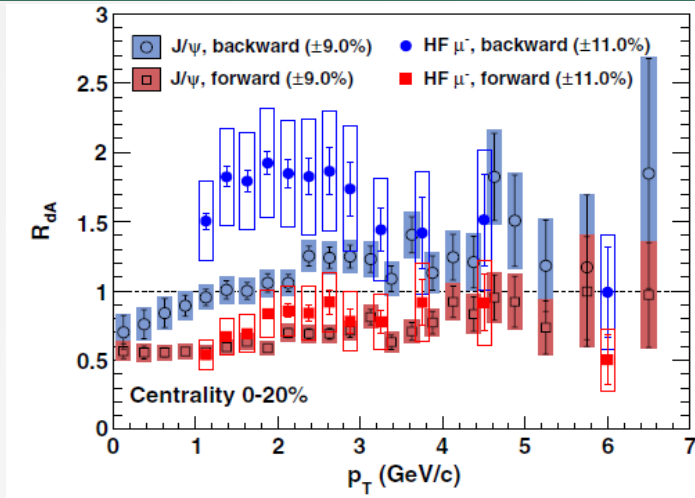 J/ψ, backward (±9.0%)
HF μ⁻, backward (±11.0%)
J/ψ, forward (±9.0%)
HF μ⁻, forward (±11.0%)
3
2.5
2
1.5
1
0.5
0
R_dA
Centrality 0-20%
0 1 2 3 4 5 6 7
p_T (GeV/c)